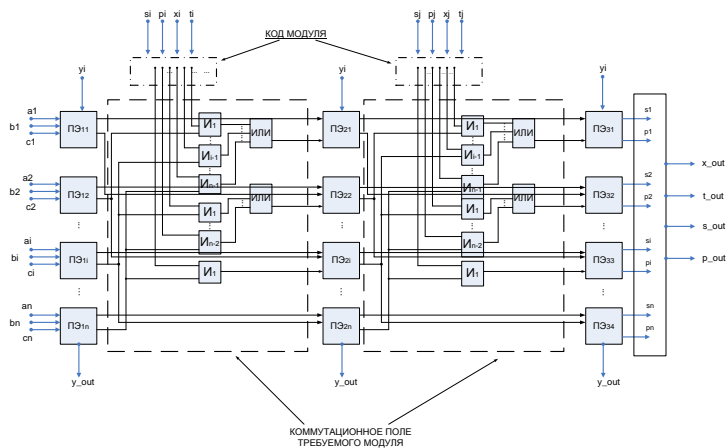 si pi xi ti
sj pj xj tj
КОД МОДУЛЯ
yi
yi
yi
a1
b1
c1
ПЭ11
И1
ИЛИ
Иi-1
Иn-1
ПЭ21
И1
ИЛИ
Иi-1
Иn-1
ПЭ31
s1
p1
x_out
a2
b2
c2
ПЭ12
И1
ИЛИ
Иn-2
ПЭ22
И1
ИЛИ
Иn-2
ПЭ32
s2
p2
t_out
s_out
ai
bi
ci
ПЭ1i
И1
ПЭ2i
И1
ПЭ33
si
pi
p_out
an
bn
cn
ПЭ1n
ПЭ2n
ПЭ34
sn
pn
y_out
y_out
y_out
КОММУТАЦИОННОЕ ПОЛЕ
ТРЕБУЕМОГО МОДУЛЯ